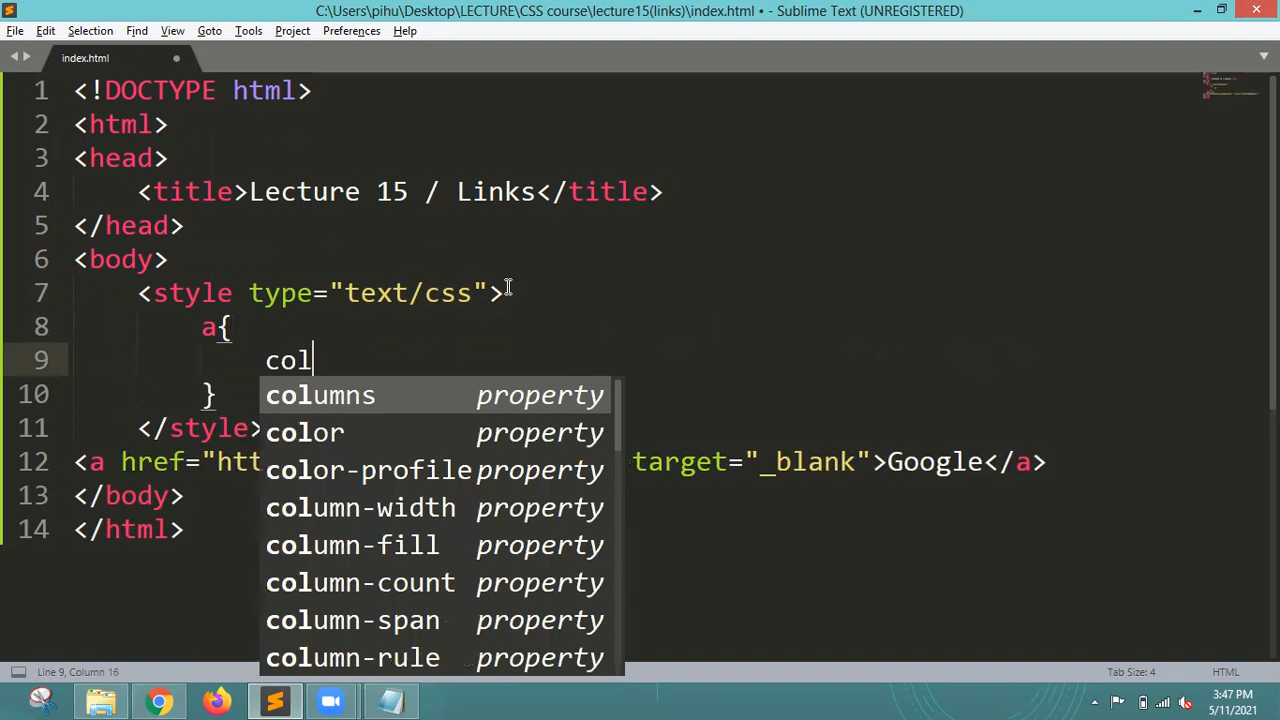 C:\Users\pihu\Desktop\LECTURE\CSS course\lecture15(links)\index.html • - Sublime Text (UNREGISTERED)
File Edit Selection Find View Goto Tools Project Preferences Help
index.html
1 <!DOCTYPE html>
2 <html>
3 <head>
4 <title>Lecture 15 / Links</title>
5 </head>
6 <body>
7 <style type="text/css">
8 a{
9 col
columns property
10 }
color property
11 </style>
12 <a href="htt target="_blank">Google</a>
color-profile property
13 </body>
column-width property
14 </html>
column-fill property
column-count property
column-span property
column-rule property
Line 9, Column 16 Tab Size: 4 HTML
3:47 PM
5/11/2021